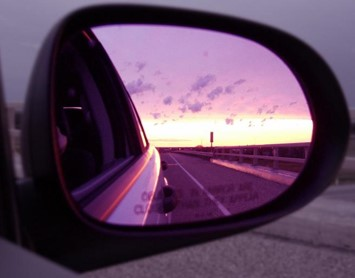 OBJECTS IN MIRROR ARE
CLOSER THAN THEY APPEAR